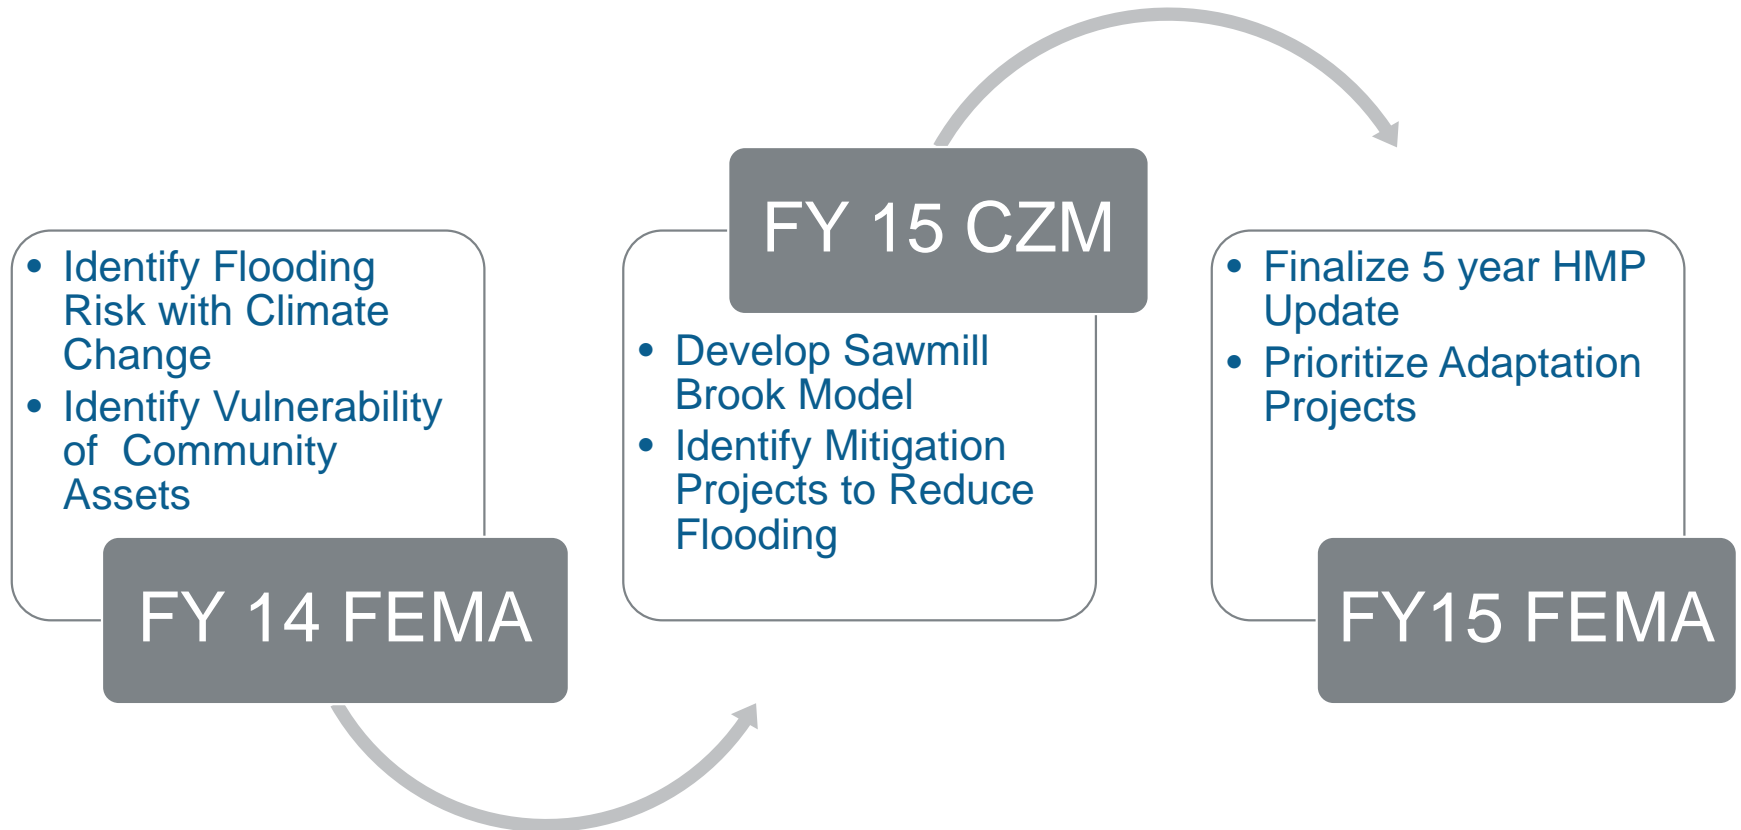 • Identify Flooding
Risk with Climate
Change
• Identify Vulnerability
of Community
Assets
FY 14 FEMA
FY 15 CZM
• Develop Sawmill
Brook Model
• Identify Mitigation
Projects to Reduce
Flooding
• Finalize 5 year HMP
Update
• Prioritize Adaptation
Projects
FY15 FEMA